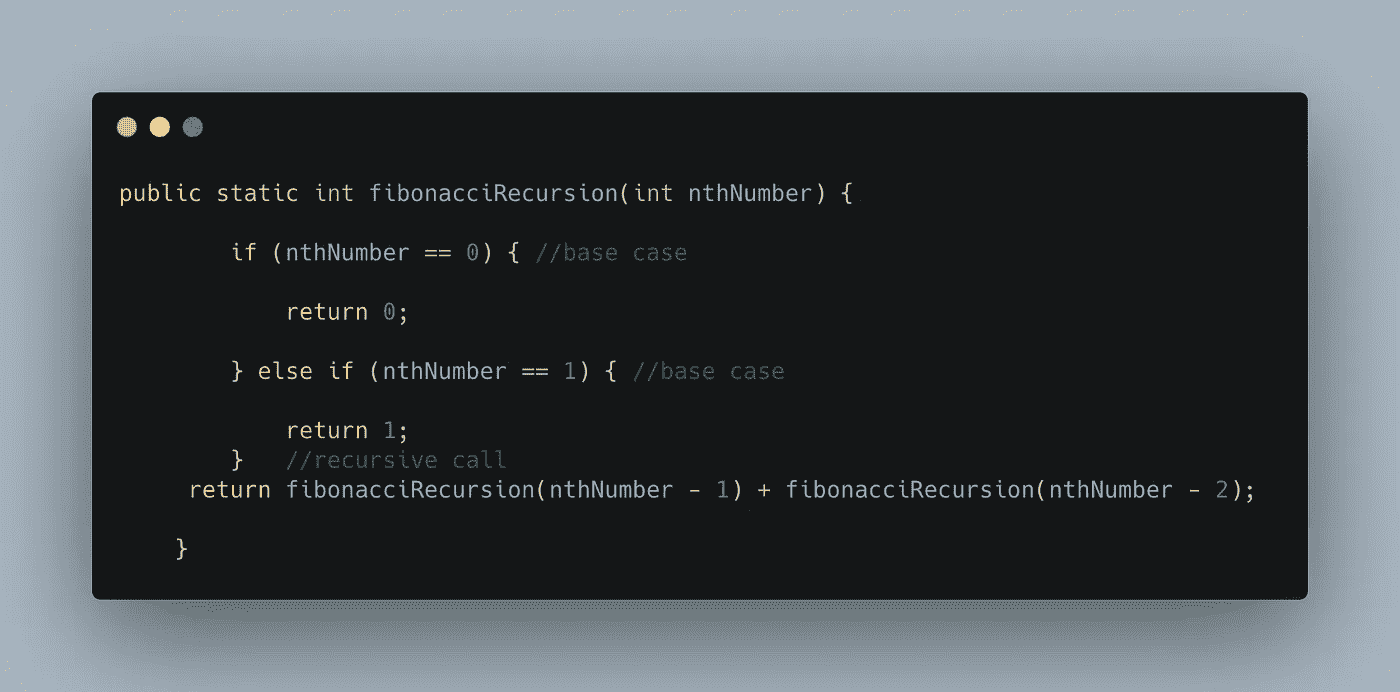 public static int fibonacciRecursion(int nthNumber) {
if (nthNumber == 0) { //base case
return 0;
} else if (nthNumber == 1) { //base case
return 1;
} //recursive call
return fibonacciRecursion(nthNumber - 1) + fibonacciRecursion(nthNumber - 2);
}